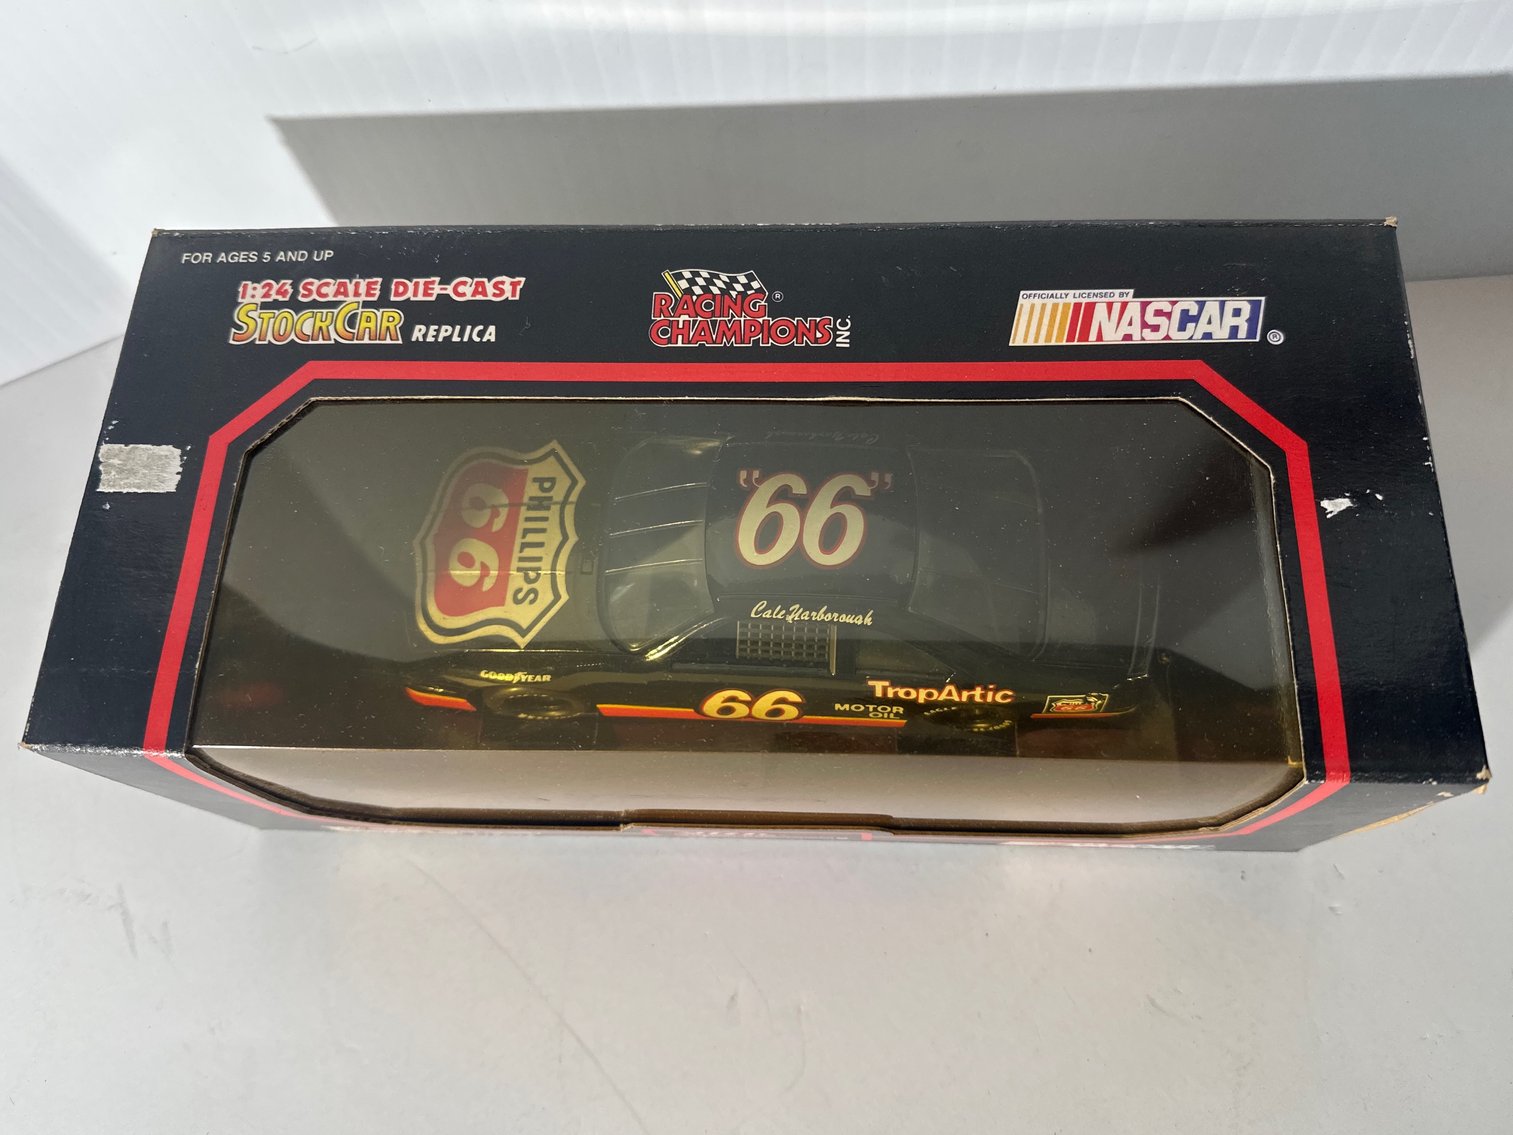 FOR AGES 5 AND UP
1:24 SCALE DIE-CAST
STOCKCAR REPLICA
RACING ®
CHAMPIONS INC.
OFFICIALLY LICENSED BY
NASCAR ®
PHILLIPS
66
"66"
Cale Yarborough
GOODYEAR
66
TropArtic
MOTOR
OIL